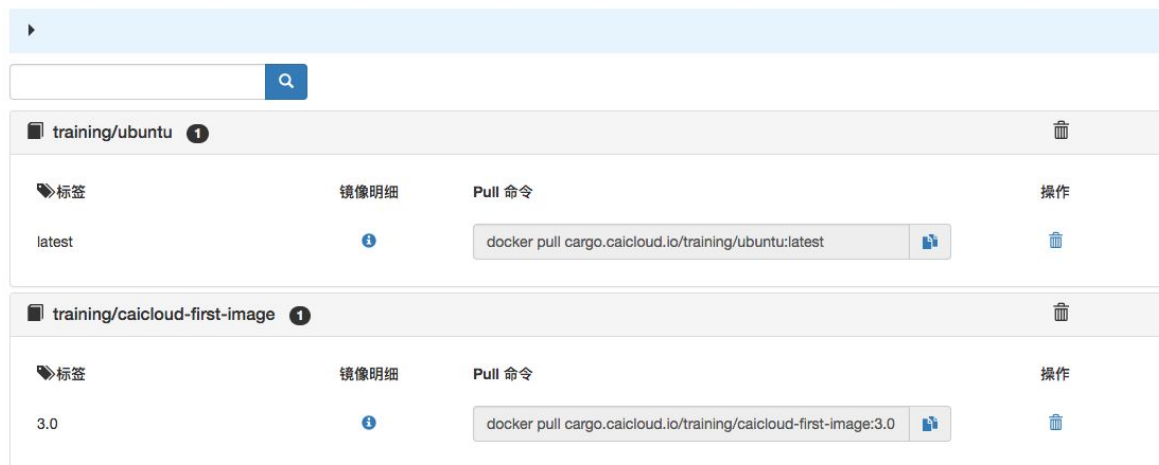 training/ubuntu 1
标签 镜像明细 Pull 命令 操作
latest docker pull cargo.caicloud.io/training/ubuntu:latest
training/caicloud-first-image 1
标签 镜像明细 Pull 命令 操作
3.0 docker pull cargo.caicloud.io/training/caicloud-first-image:3.0